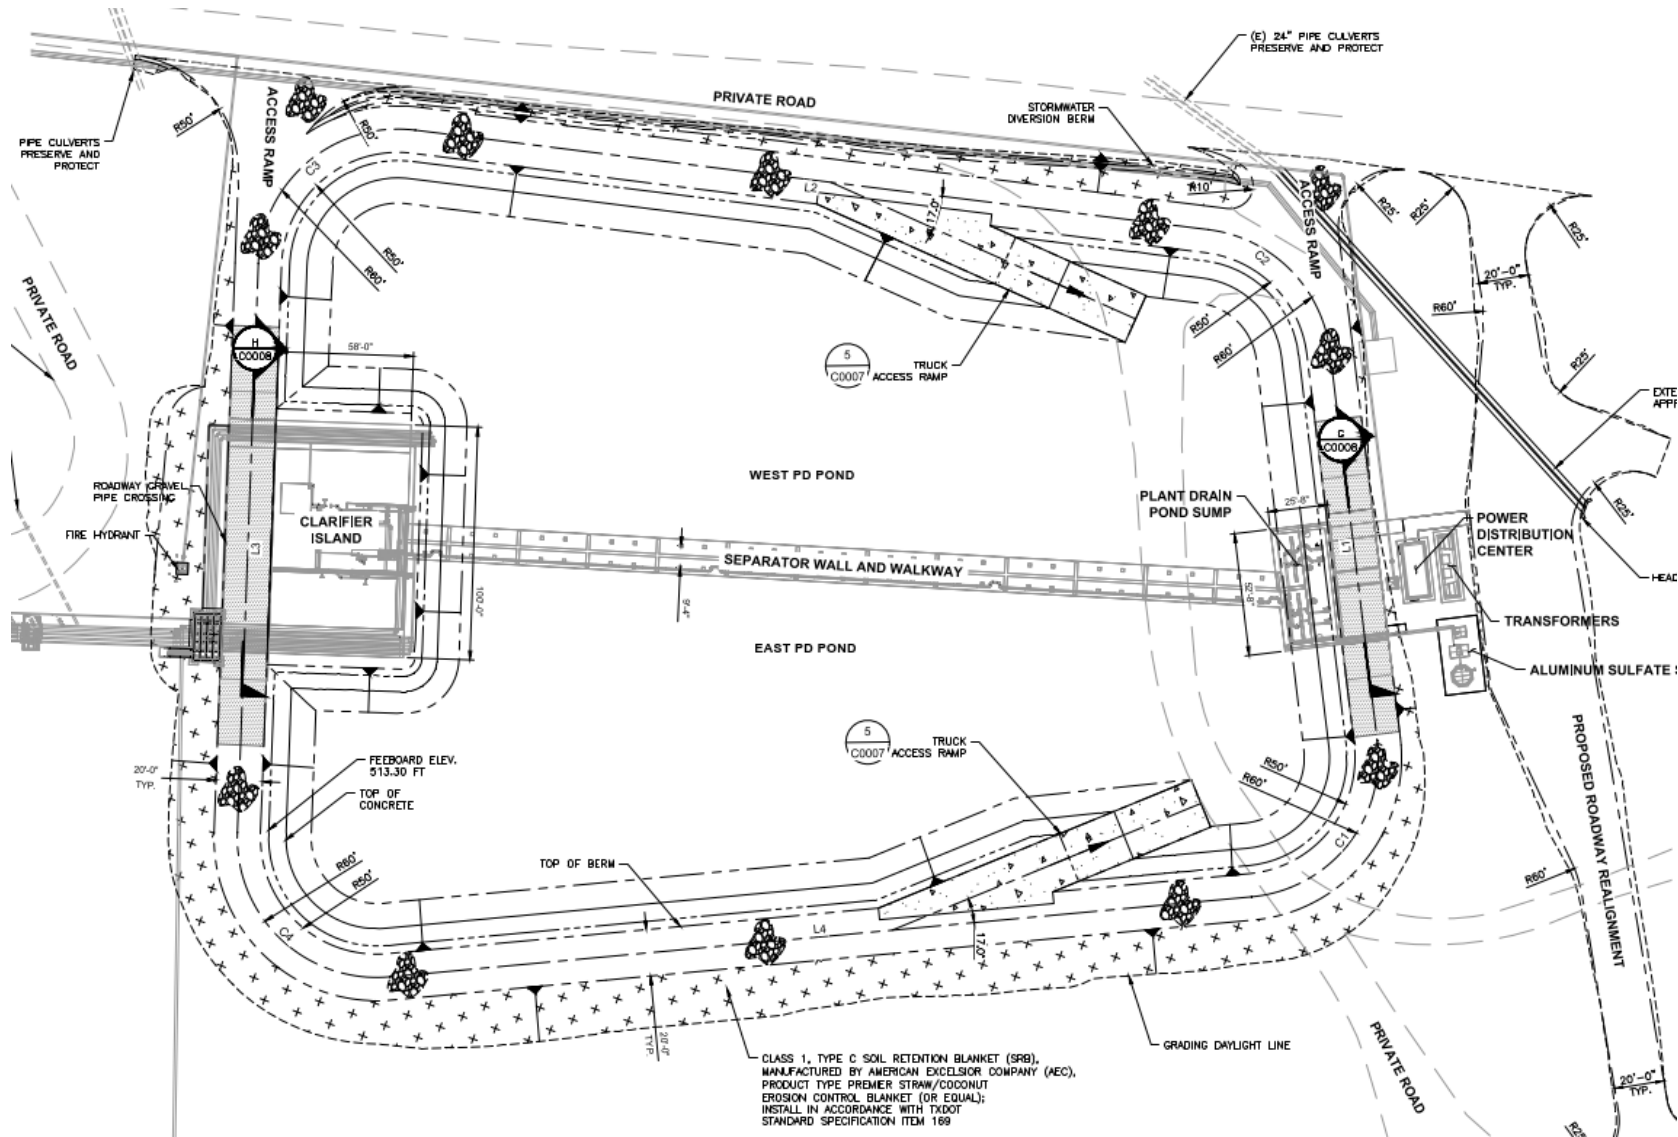 (E) 24" PIPE CULVERTS
PRESERVE AND PROTECT
PRIVATE ROAD
STORMWATER
DIVERSION BERM
ACCESS RAMP
R50'
R50'
PIPE CULVERTS
PRESERVE AND
PROTECT
C3
L2
17.0'
R10'
ACCESS RAMP
R25'
R25'
R25'
C2
20'-0"
TYP.
R50'
R60'
R60'
R50'
R60'
PRIVATE ROAD
H
C0008
58'-0"
5
C0007
TRUCK
ACCESS RAMP
R25'
EXTE
APPR
G
C0008
WEST PD POND
ROADWAY GRAVEL
PIPE CROSSING
PLANT DRAIN
POND SUMP
25'-8"
R25'
FIRE HYDRANT
CLARIFIER
ISLAND
L3
L1
POWER
DISTRIBUTION
CENTER
SEPARATOR WALL AND WALKWAY
HEAD
100'-0"
9'-4"
52'-8"
TRANSFORMERS
EAST PD POND
ALUMINUM SULFATE S
5
C0007
TRUCK
ACCESS RAMP
FEEBOARD ELEV.
513.30 FT
20'-0"
TYP.
TOP OF
CONCRETE
R50'
R60'
PROPOSED ROADWAY REALIGNMENT
C1
TOP OF BERM
R60'
R50'
R60'
C4
L4
17.0'
20'-0"
TYP.
GRADING DAYLIGHT LINE
PRIVATE ROAD
CLASS 1, TYPE C SOIL RETENTION BLANKET (SRB),
MANUFACTURED BY AMERICAN EXCELSIOR COMPANY (AEC),
PRODUCT TYPE PREMIER STRAW/COCONUT
EROSION CONTROL BLANKET (OR EQUAL);
INSTALL IN ACCORDANCE WITH TXDOT
STANDARD SPECIFICATION ITEM 169
20'-0"
TYP.